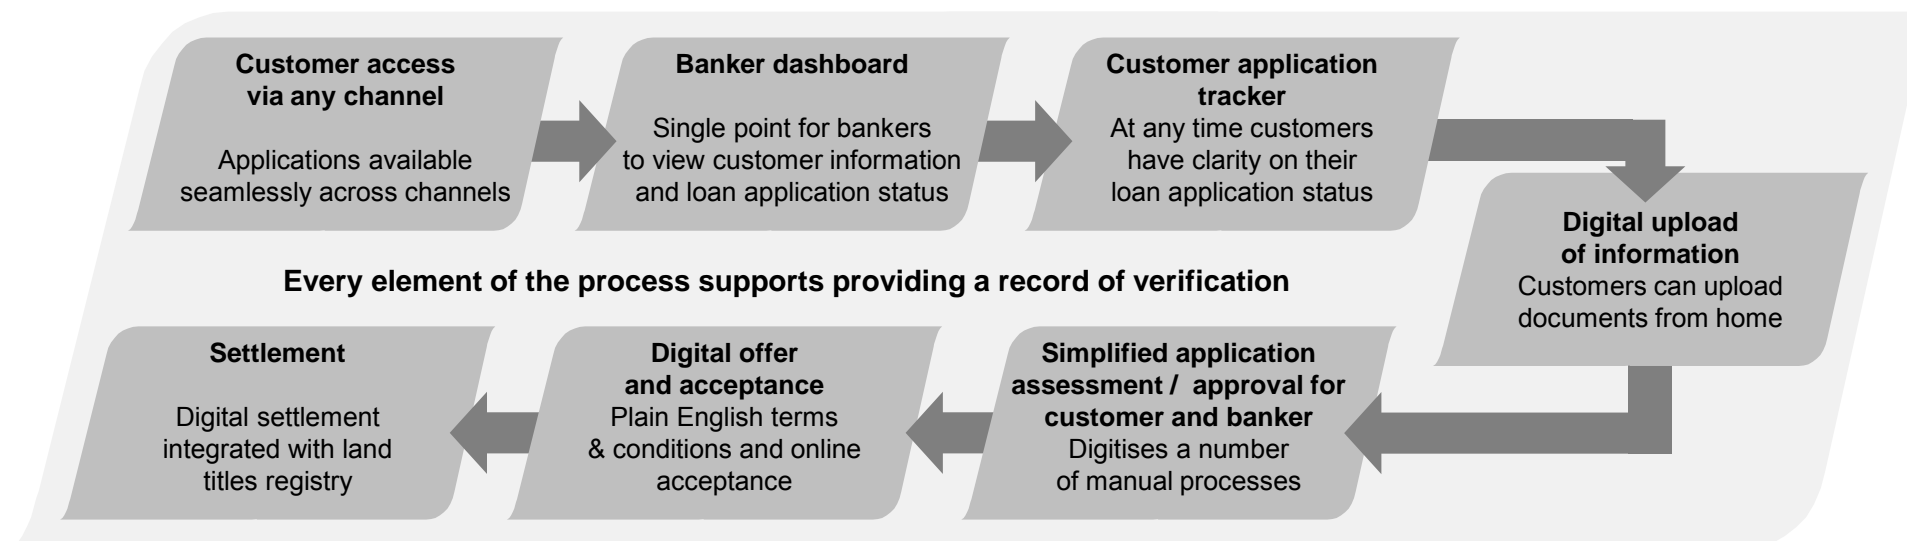 Customer access
via any channel
Applications available
seamlessly across channels
Banker dashboard
Single point for bankers
to view customer information
and loan application status
Customer application
tracker
At any time customers
have clarity on their
loan application status
Digital upload
of information
Customers can upload
documents from home
Every element of the process supports providing a record of verification
Simplified application
assessment / approval for
customer and banker
Digitises a number
of manual processes
Digital offer
and acceptance
Plain English terms
& conditions and online
acceptance
Settlement
Digital settlement
integrated with land
titles registry